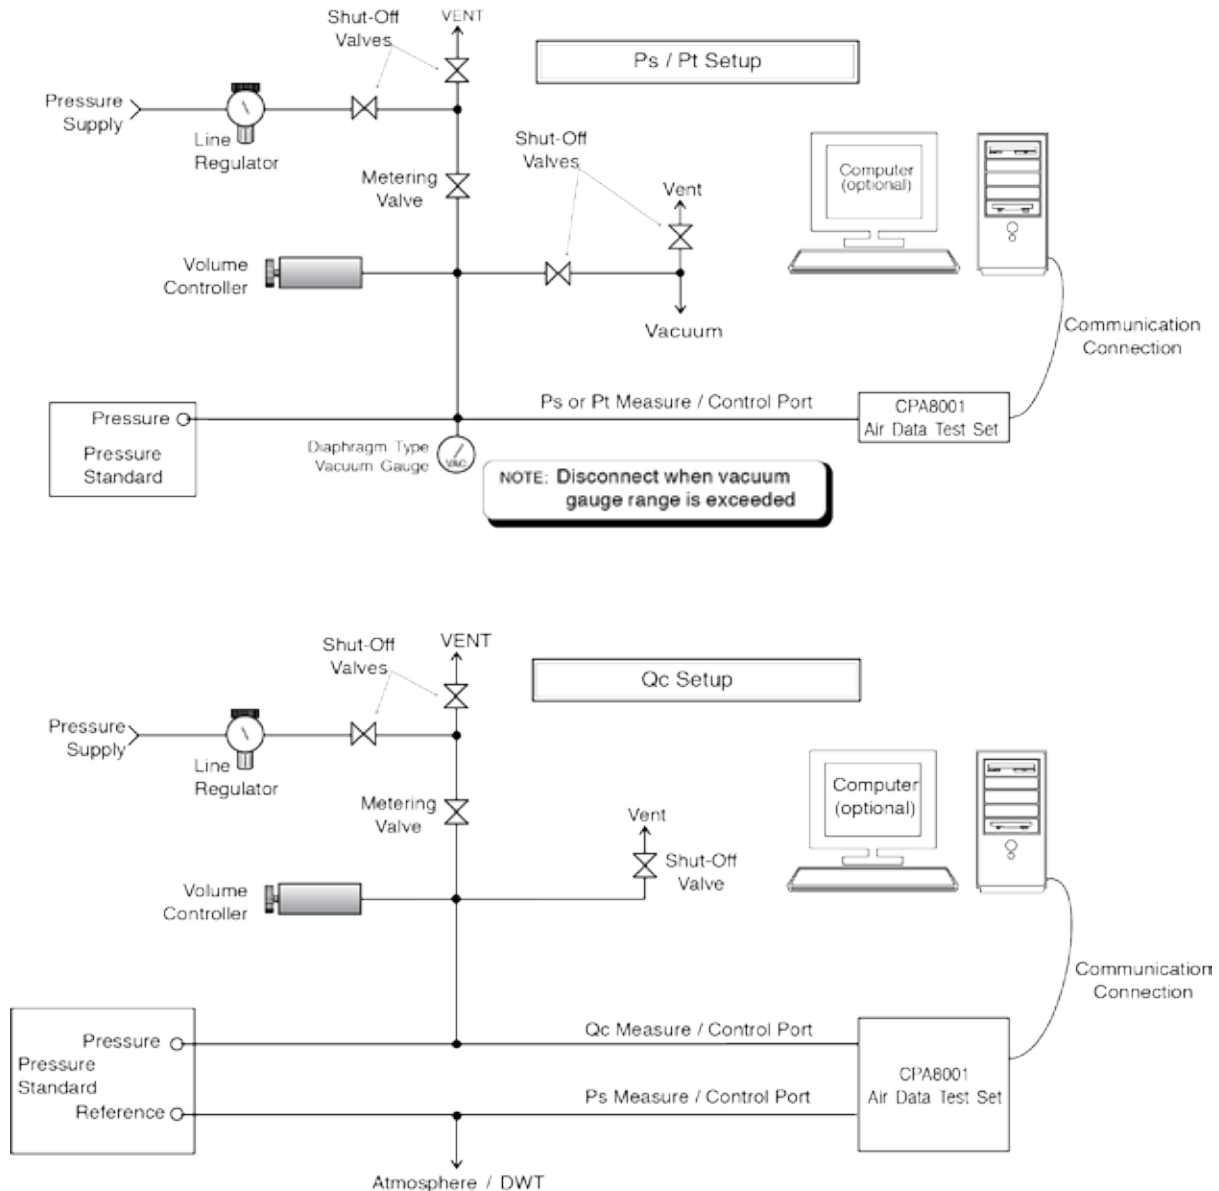 Shut-Off
Valves
VENT
Ps / Pt Setup
Pressure
Supply
Line
Regulator
Shut-Off
Valves
Metering
Valve
Vent
Computer
(optional)
Volume
Controller
Vacuum
Communication
Connection
Ps or Pt Measure / Control Port
CPA8001
Air Data Test Set
Pressure
Pressure
Standard
Diaphragm Type
Vacuum Gauge
VAC
NOTE: Disconnect when vacuum
gauge range is exceeded
Shut-Off
Valves
VENT
Qc Setup
Pressure
Supply
Line
Regulator
Metering
Valve
Vent
Shut-Off
Valve
Computer
(optional)
Volume
Controller
Communication
Connection
Pressure
Pressure
Standard
Reference
Qc Measure / Control Port
Ps Measure / Control Port
CPA8001
Air Data Test Set
Atmosphere / DWT